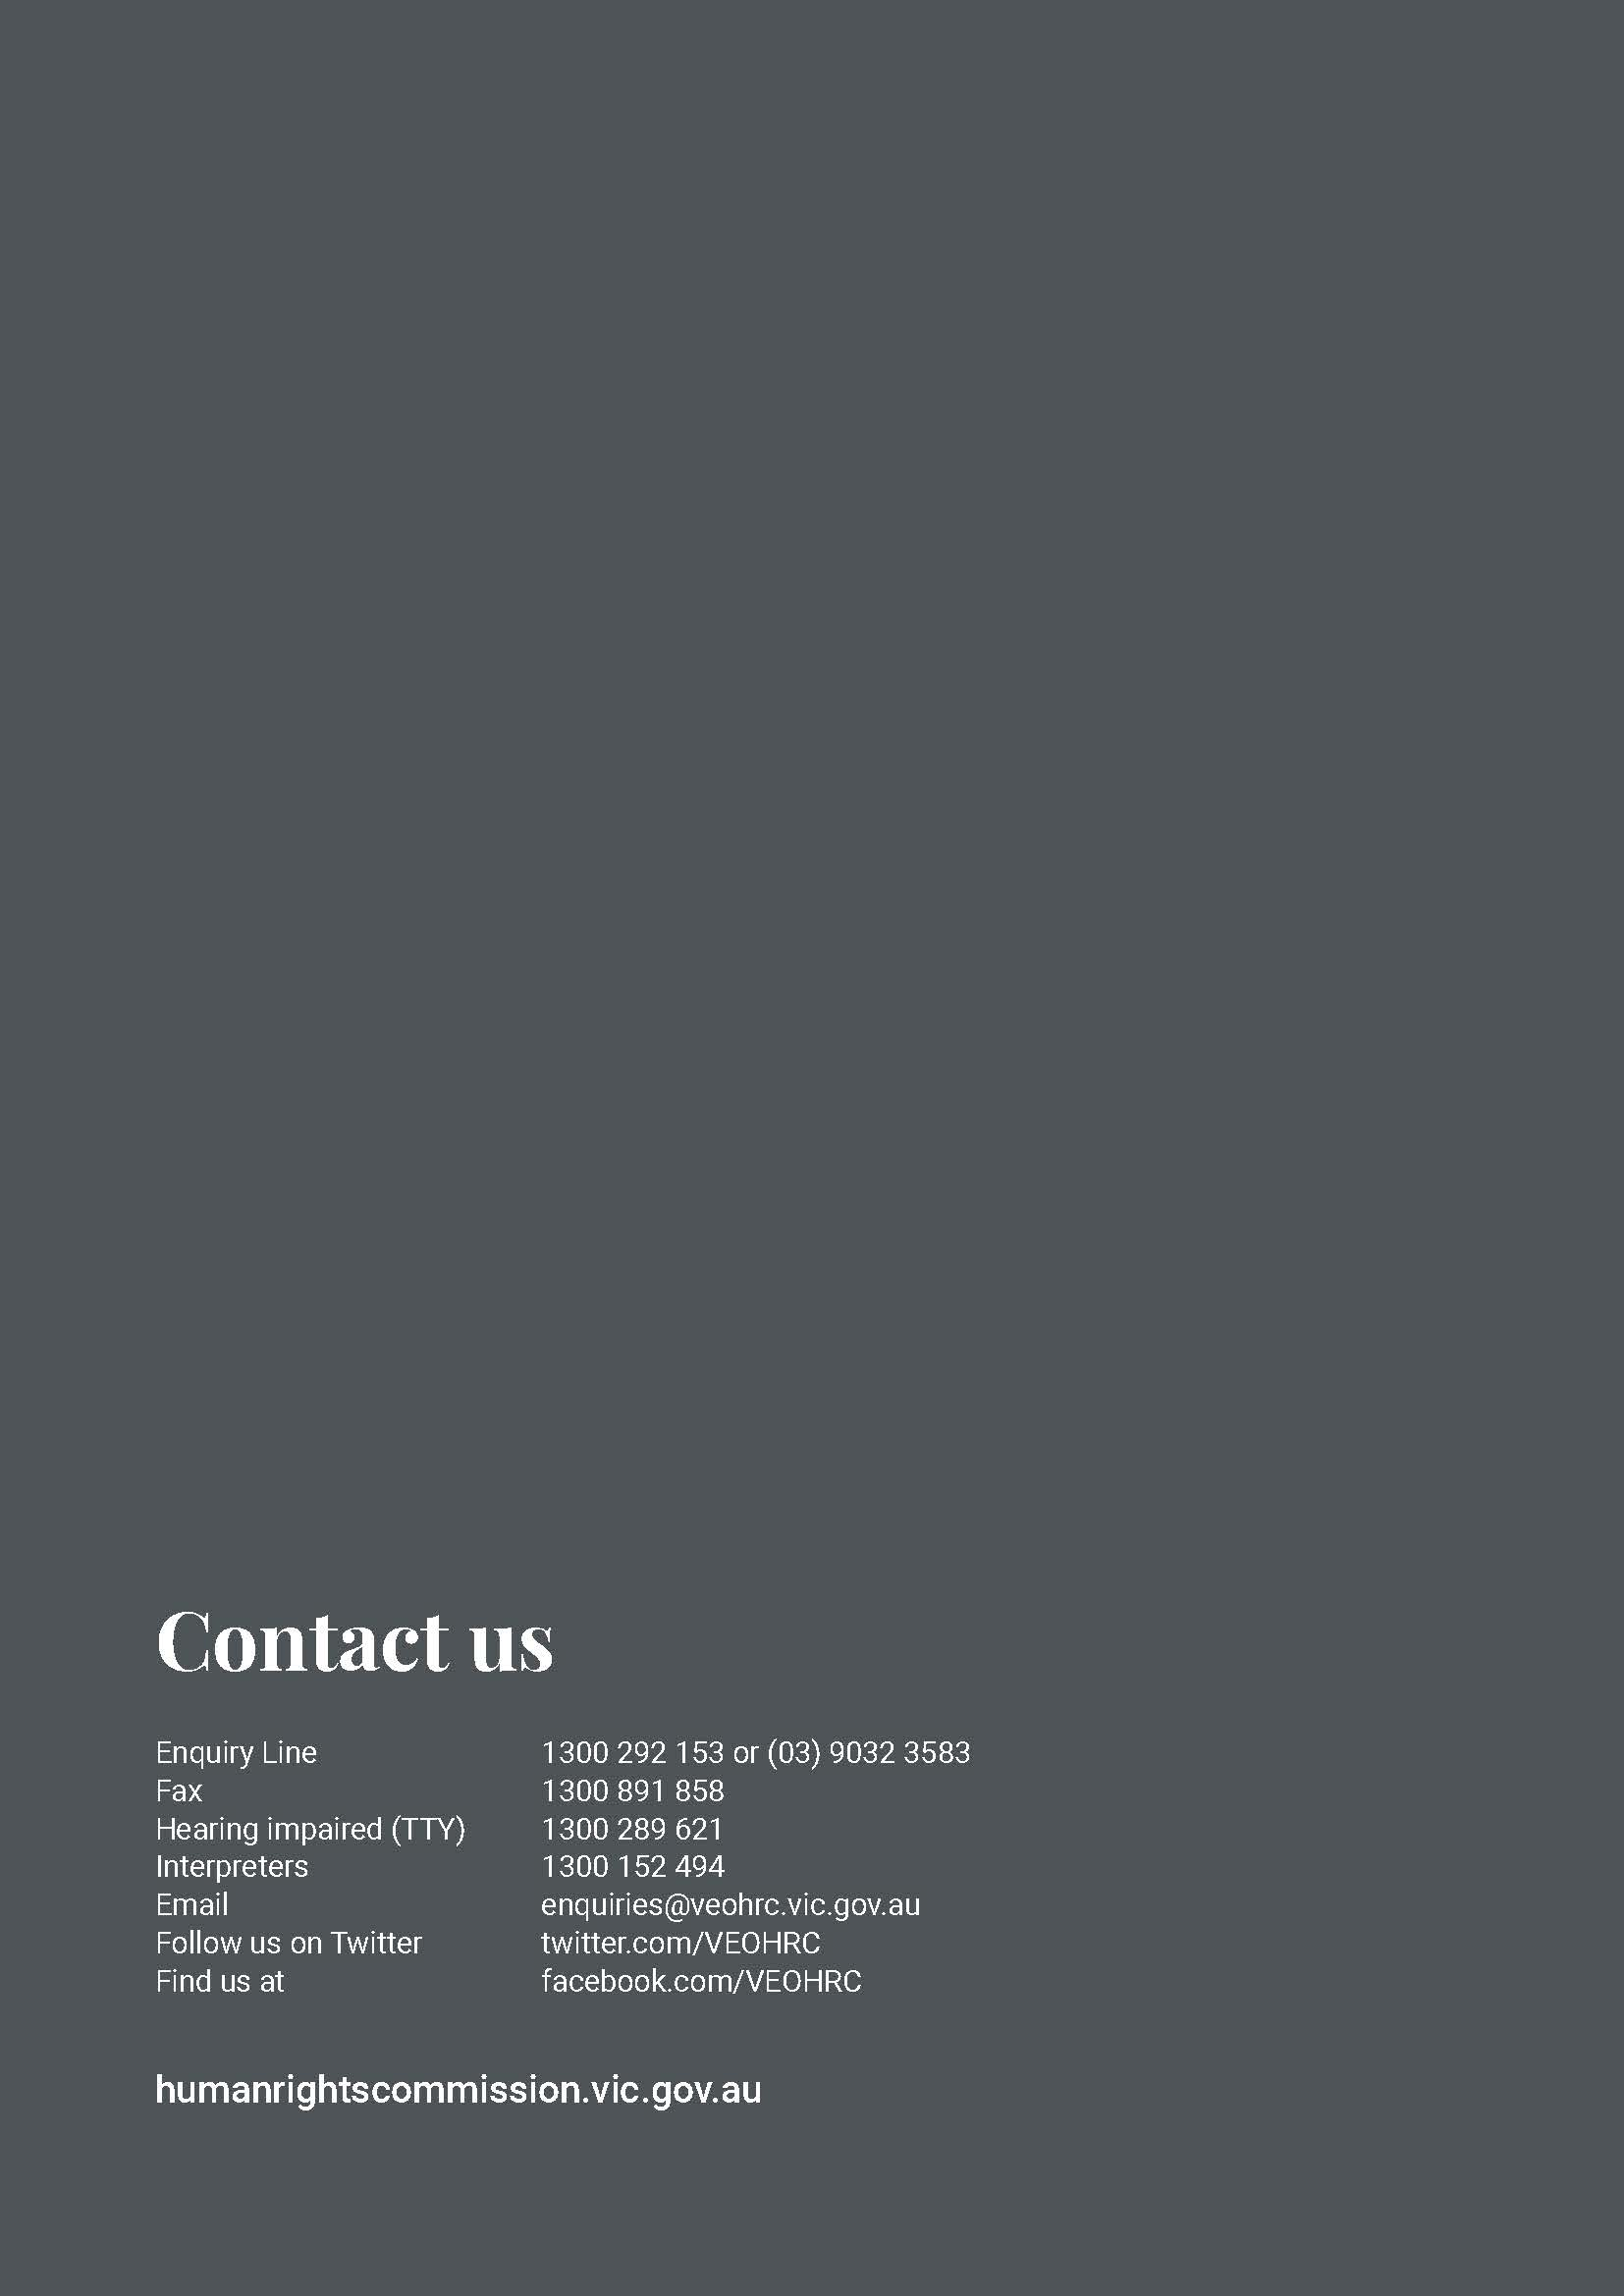 Contact us
Enquiry Line 1300 292 153 or (03) 9032 3583
Fax 1300 891 858
Hearing impaired (TTY) 1300 289 621
Interpreters 1300 152 494
Email enquiries@veohrc.vic.gov.au
Follow us on Twitter twitter.com/VEOHRC
Find us at facebook.com/VEOHRC
humanrightscommission.vic.gov.au